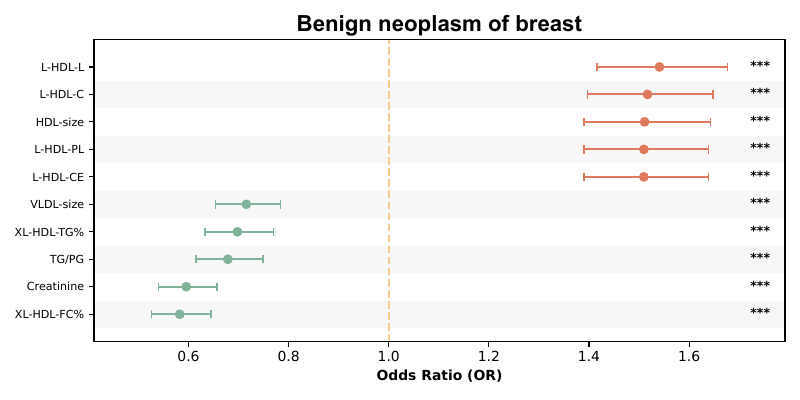 Benign neoplasm of breast
L-HDL-L ***
L-HDL-C ***
HDL-size ***
L-HDL-PL ***
L-HDL-CE ***
VLDL-size ***
XL-HDL-TG% ***
TG/PG ***
Creatinine ***
XL-HDL-FC% ***
0.6 0.8 1.0 1.2 1.4 1.6
Odds Ratio (OR)